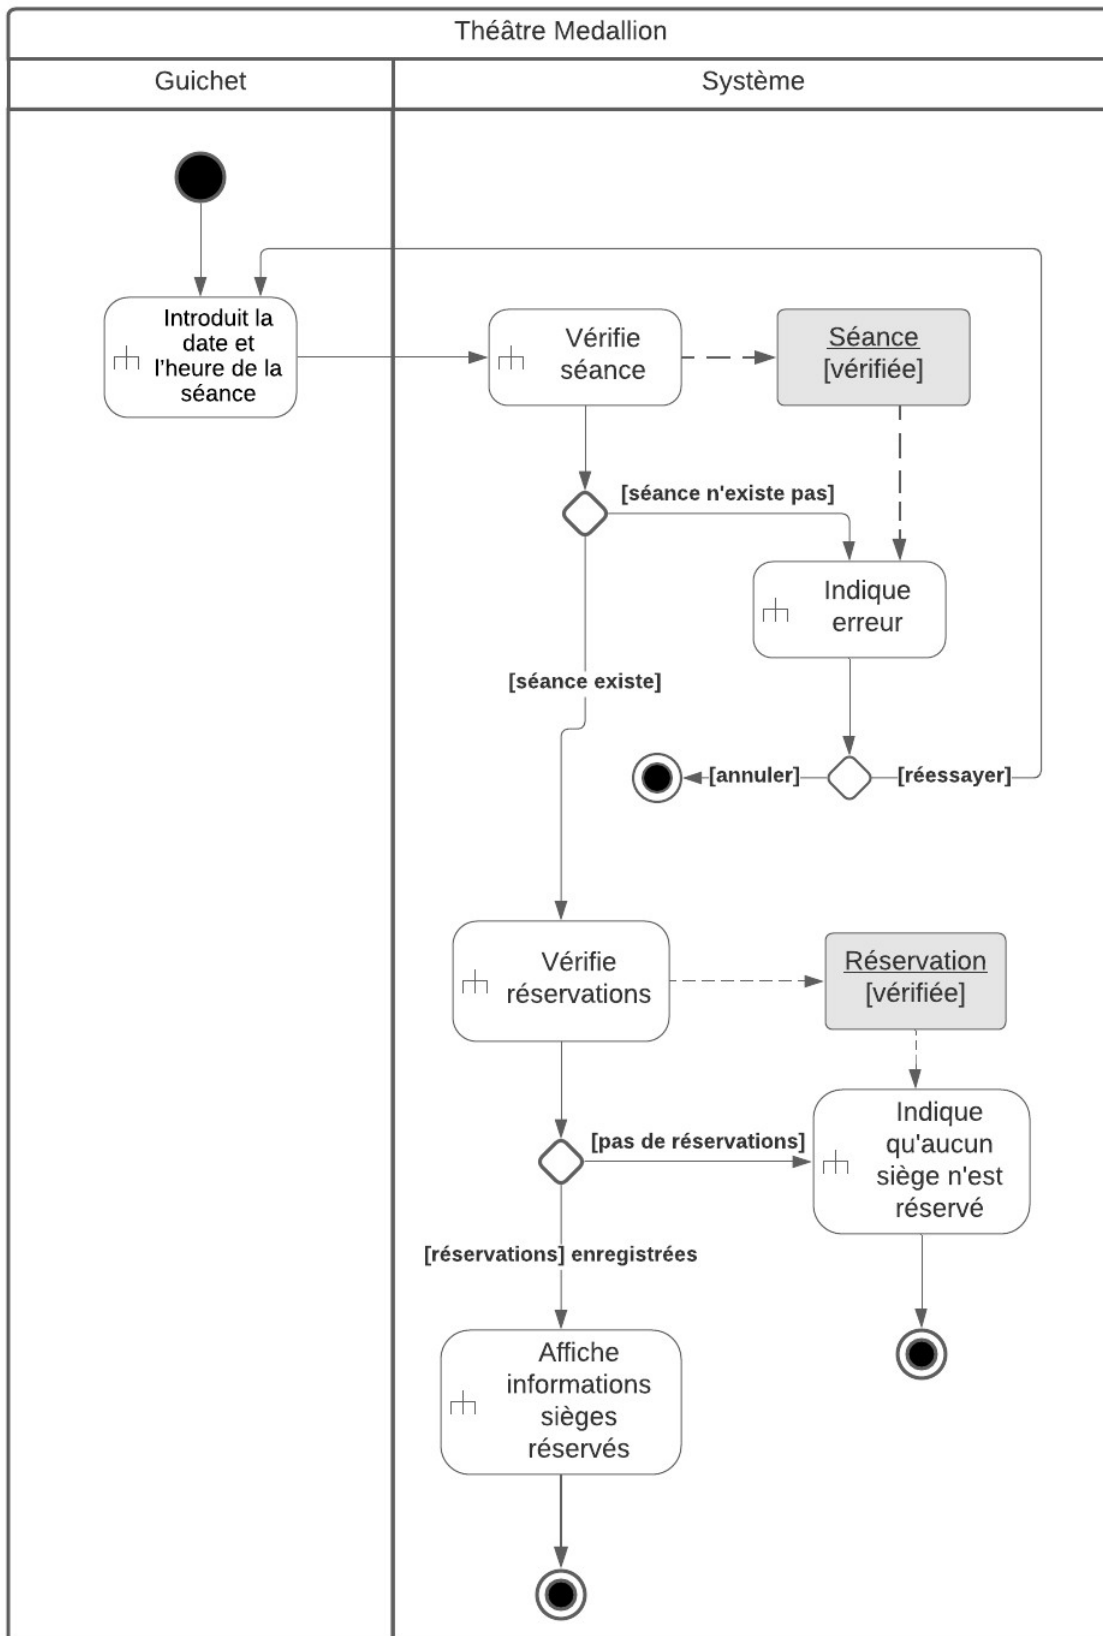 Théâtre Medallion
Guichet
Système
Introduit la
date et
l'heure de la
séance
Vérifie
séance
Séance
[vérifiée]
[séance n'existe pas]
Indique
erreur
[séance existe]
[annuler]
[réessayer]
Vérifie
réservations
Réservation
[vérifiée]
[pas de réservations]
Indique
qu'aucun
siège n'est
réservé
[réservations] enregistrées
Affiche
informations
sièges
réservés